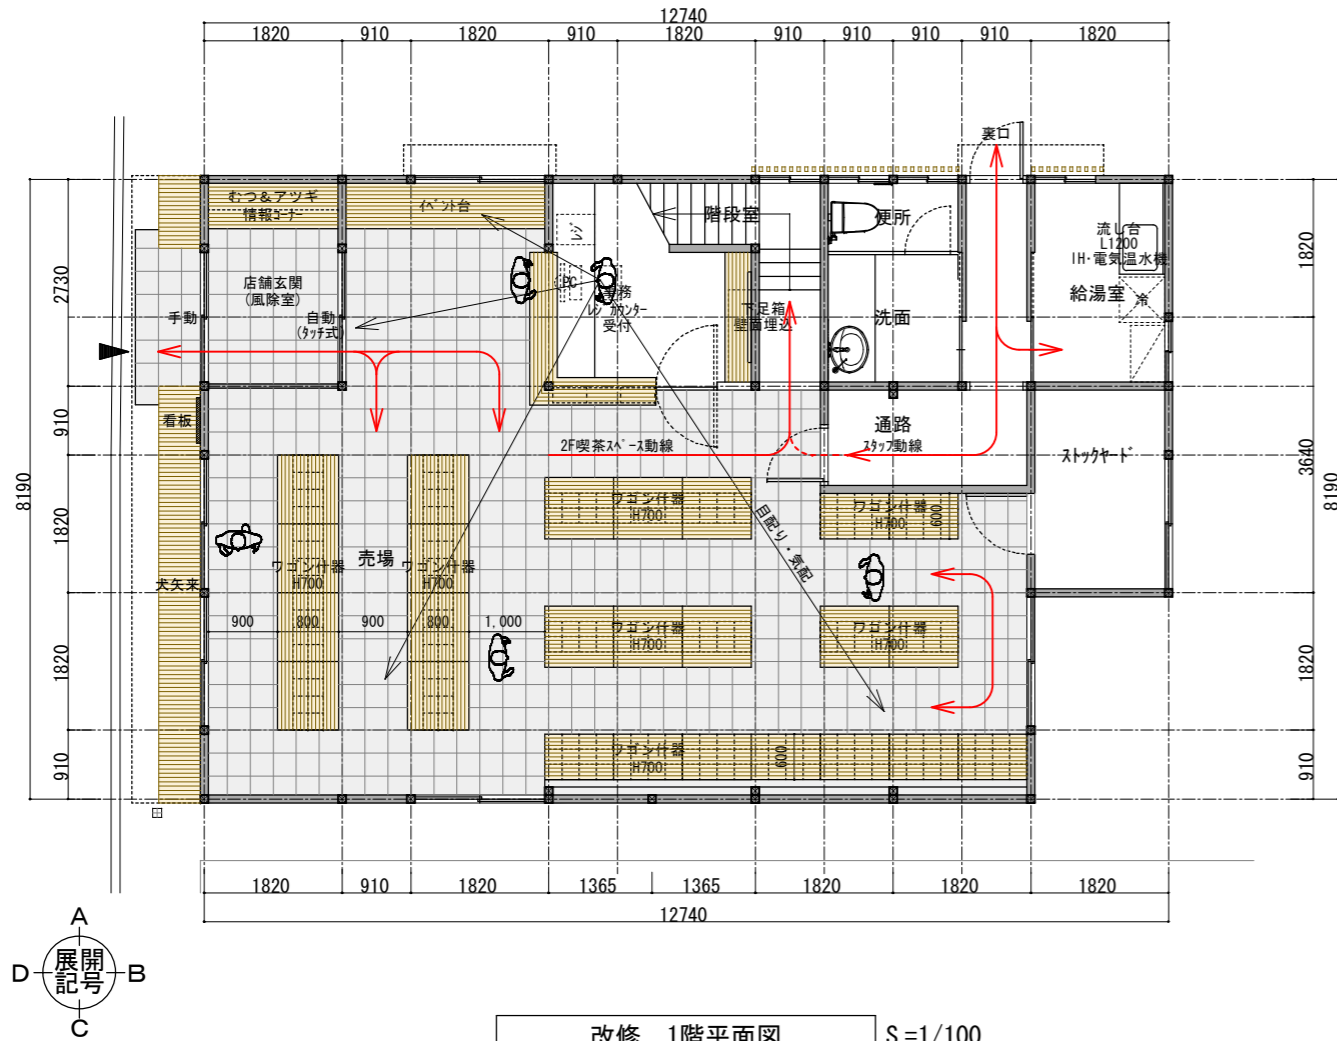 12740
1820 910 1820 910 1820 910 910 910 910 1820
裏口
むつ&アツギ
情報コーナー
イベント台
レジ
階段室
便所
流し台
L1200
IH・電気温水機
店舗玄関
(風除室)
手動
自動
(タッチ式)
PC
事務
レジカウンター
受付
下足箱
壁面埋込
洗面
給湯室
冷
看板
2F喫茶スペース動線
通路
スタッフ動線
ストックヤード
ワゴン什器
H700
ワゴン什器
H700
600
目配り・気配
売場
ワゴン什器
H700
ワゴン什器
H700
犬矢来
900 800 900 800 1,000
ワゴン什器
H700
ワゴン什器
H700
ワゴン什器
H700
600
8190
2730
910
1820
1820
910
1820
3640
1820
910
8190
1820 910 1820 1365 1365 1820 1820 1820
12740
A
D 展開 B
記号
C
改修 1階平面図 S=1/100